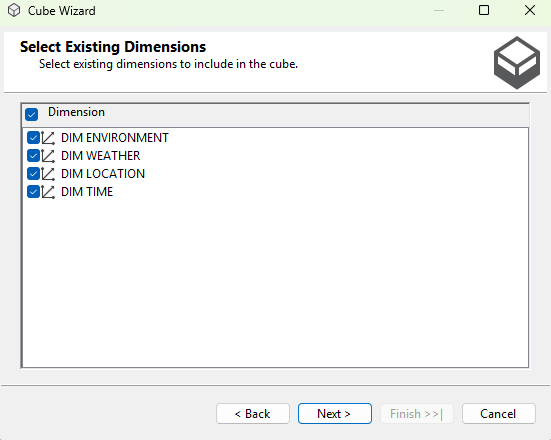 Cube Wizard
Select Existing Dimensions
Select existing dimensions to include in the cube.
Dimension
DIM ENVIRONMENT
DIM WEATHER
DIM LOCATION
DIM TIME
< Back
Next >
Finish >>|
Cancel